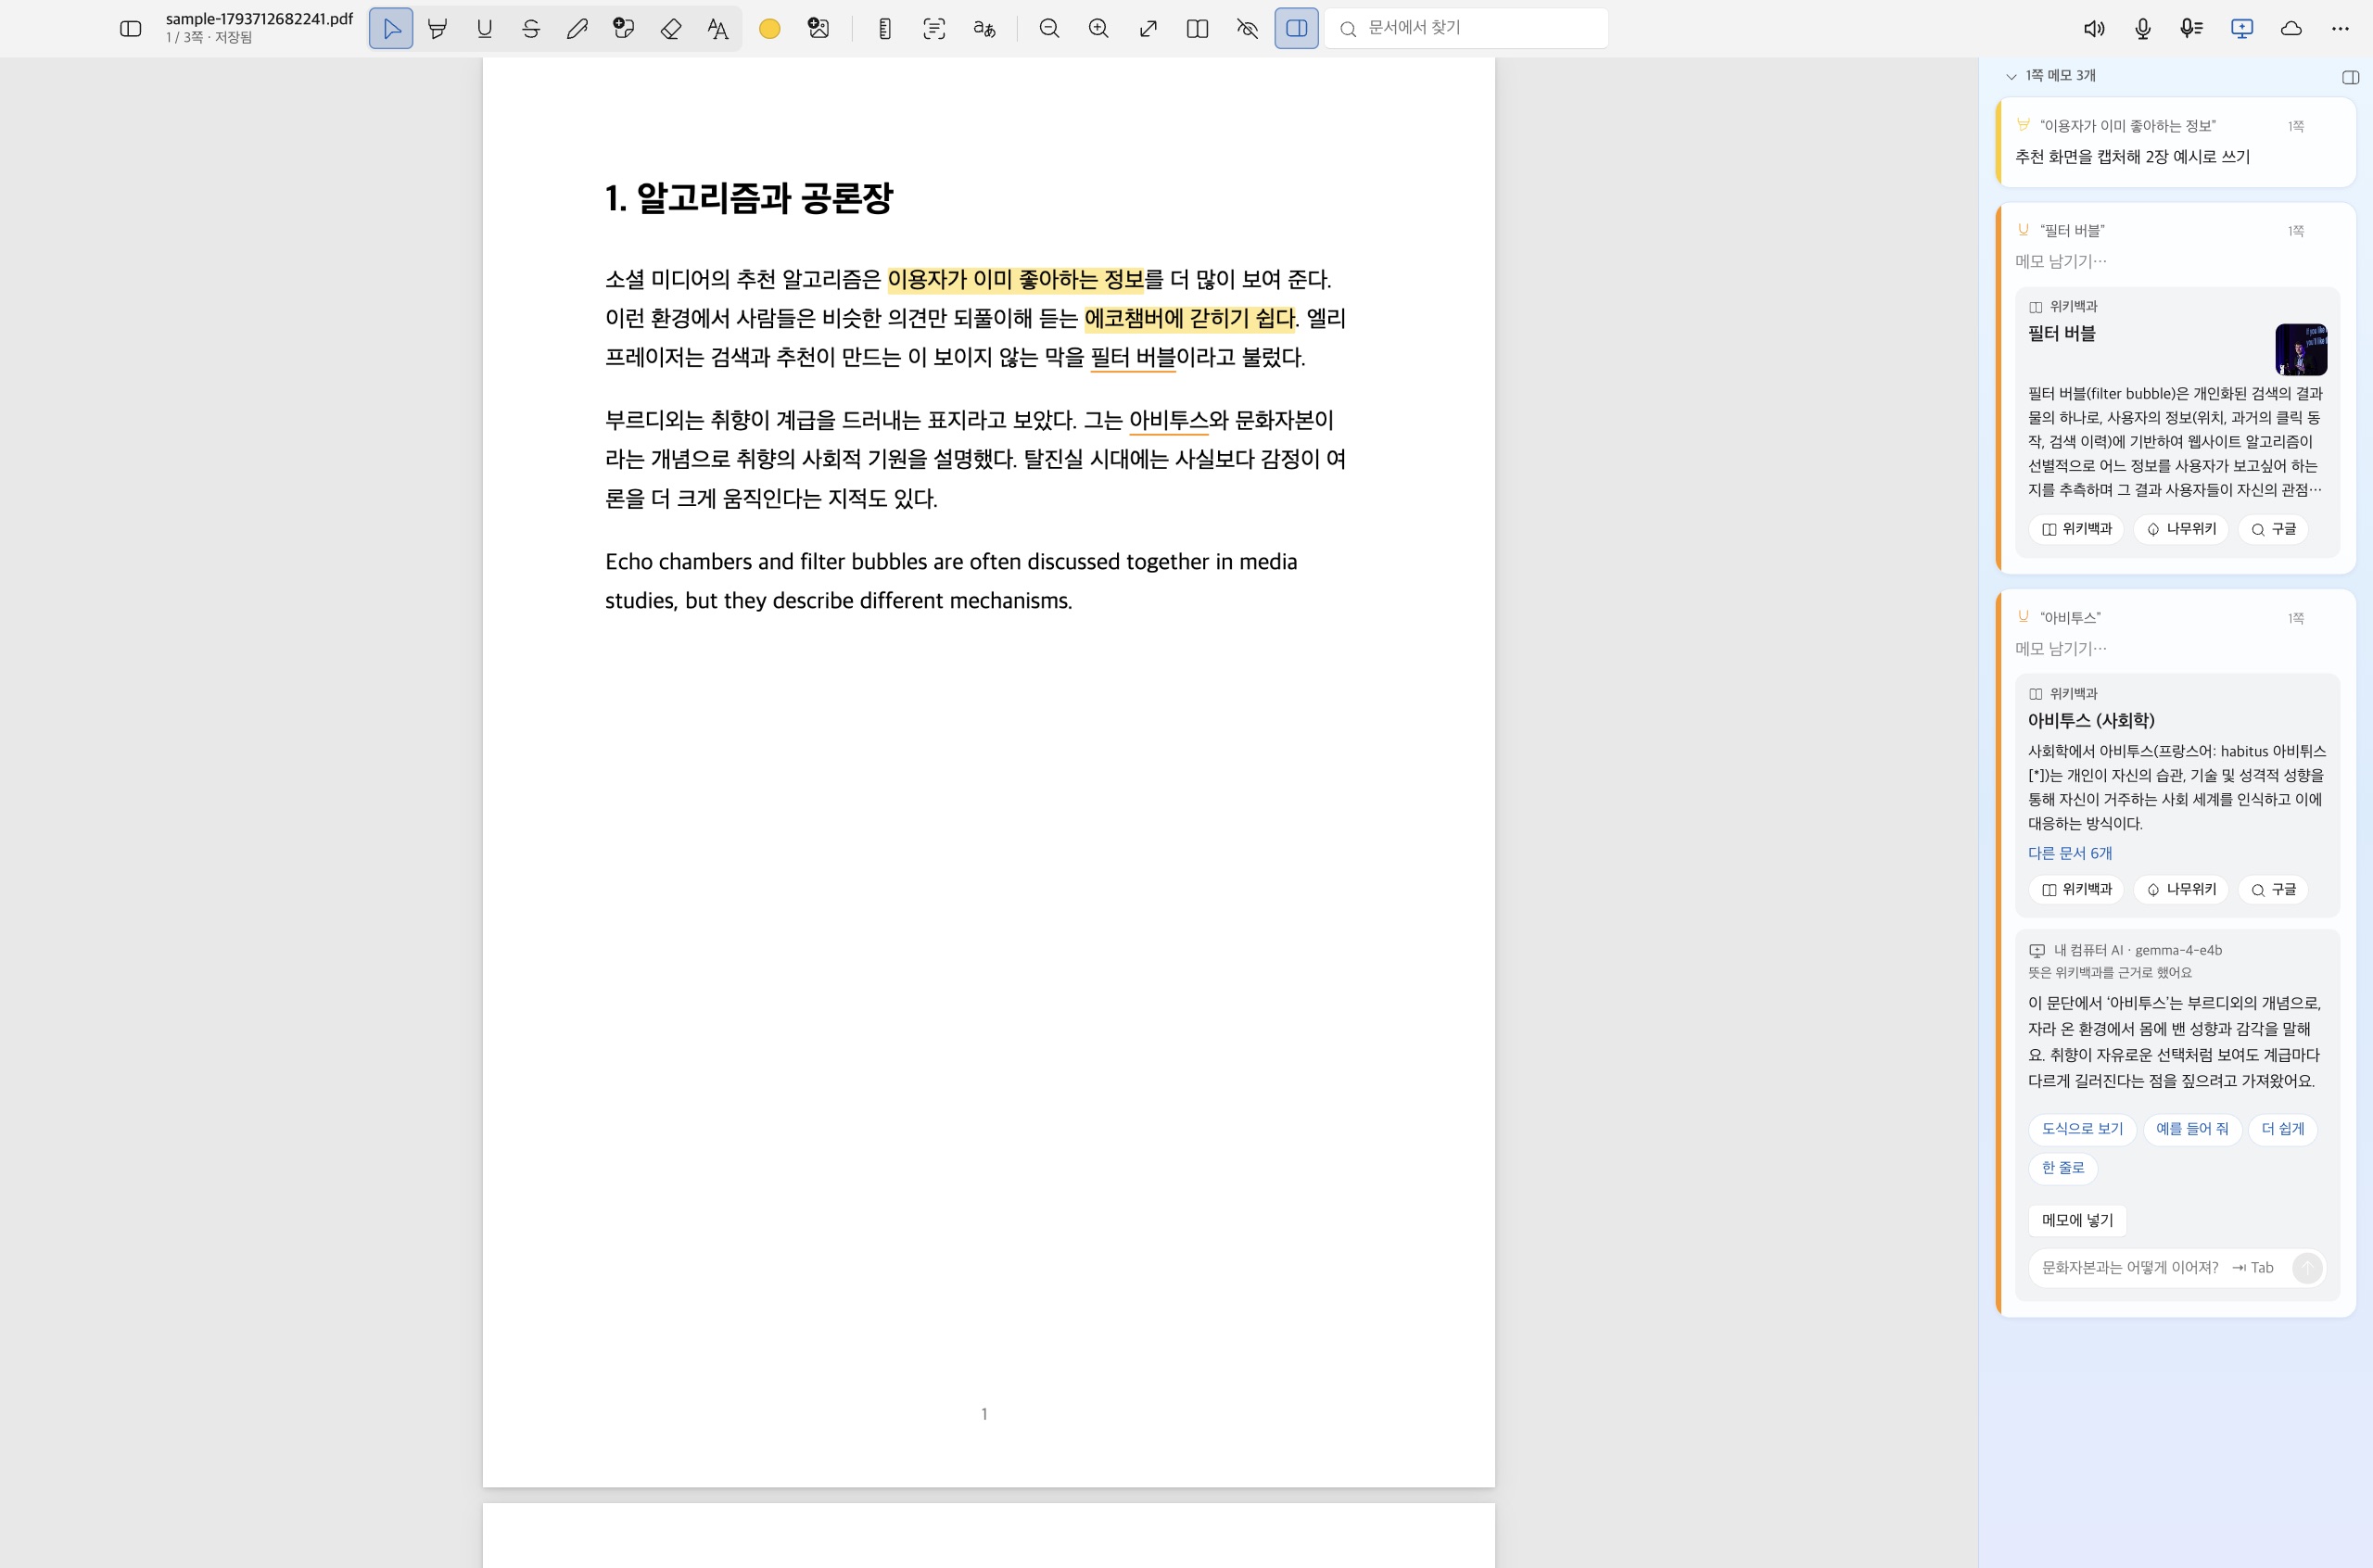 sample-1793712682241.pdf
1 / 3쪽 · 저장됨
문서에서 찾기
1. 알고리즘과 공론장
소셜 미디어의 추천 알고리즘은 이용자가 이미 좋아하는 정보를 더 많이 보여 준다.
이런 환경에서 사람들은 비슷한 의견만 되풀이해 듣는 에코챔버에 갇히기 쉽다. 엘리
프레이저는 검색과 추천이 만드는 이 보이지 않는 막을 필터 버블이라고 불렀다.
부르디외는 취향이 계급을 드러내는 표지라고 보았다. 그는 아비투스와 문화자본이
라는 개념으로 취향의 사회적 기원을 설명했다. 탈진실 시대에는 사실보다 감정이 여
론을 더 크게 움직인다는 지적도 있다.
Echo chambers and filter bubbles are often discussed together in media
studies, but they describe different mechanisms.
1
1쪽 메모 3개
“이용자가 이미 좋아하는 정보” 1쪽
추천 화면을 캡처해 2장 예시로 쓰기
“필터 버블” 1쪽
메모 남기기…
위키백과
필터 버블
필터 버블(filter bubble)은 개인화된 검색의 결과
물의 하나로, 사용자의 정보(위치, 과거의 클릭 동
작, 검색 이력)에 기반하여 웹사이트 알고리즘이
선별적으로 어느 정보를 사용자가 보고싶어 하는
지를 추측하며 그 결과 사용자들이 자신의 관점…
위키백과 나무위키 구글
“아비투스” 1쪽
메모 남기기…
위키백과
아비투스 (사회학)
사회학에서 아비투스(프랑스어: habitus 아비튀스
[*])는 개인이 자신의 습관, 기술 및 성격적 성향을
통해 자신이 거주하는 사회 세계를 인식하고 이에
대응하는 방식이다.
다른 문서 6개
위키백과 나무위키 구글
내 컴퓨터 AI · gemma-4-e4b
뜻은 위키백과를 근거로 했어요
이 문단에서 ‘아비투스’는 부르디외의 개념으로,
자라 온 환경에서 몸에 밴 성향과 감각을 말해
요. 취향이 자유로운 선택처럼 보여도 계급마다
다르게 길러진다는 점을 짚으려고 가져왔어요.
도식으로 보기 예를 들어 줘 더 쉽게
한 줄로
메모에 넣기
문화자본과는 어떻게 이어져? Tab